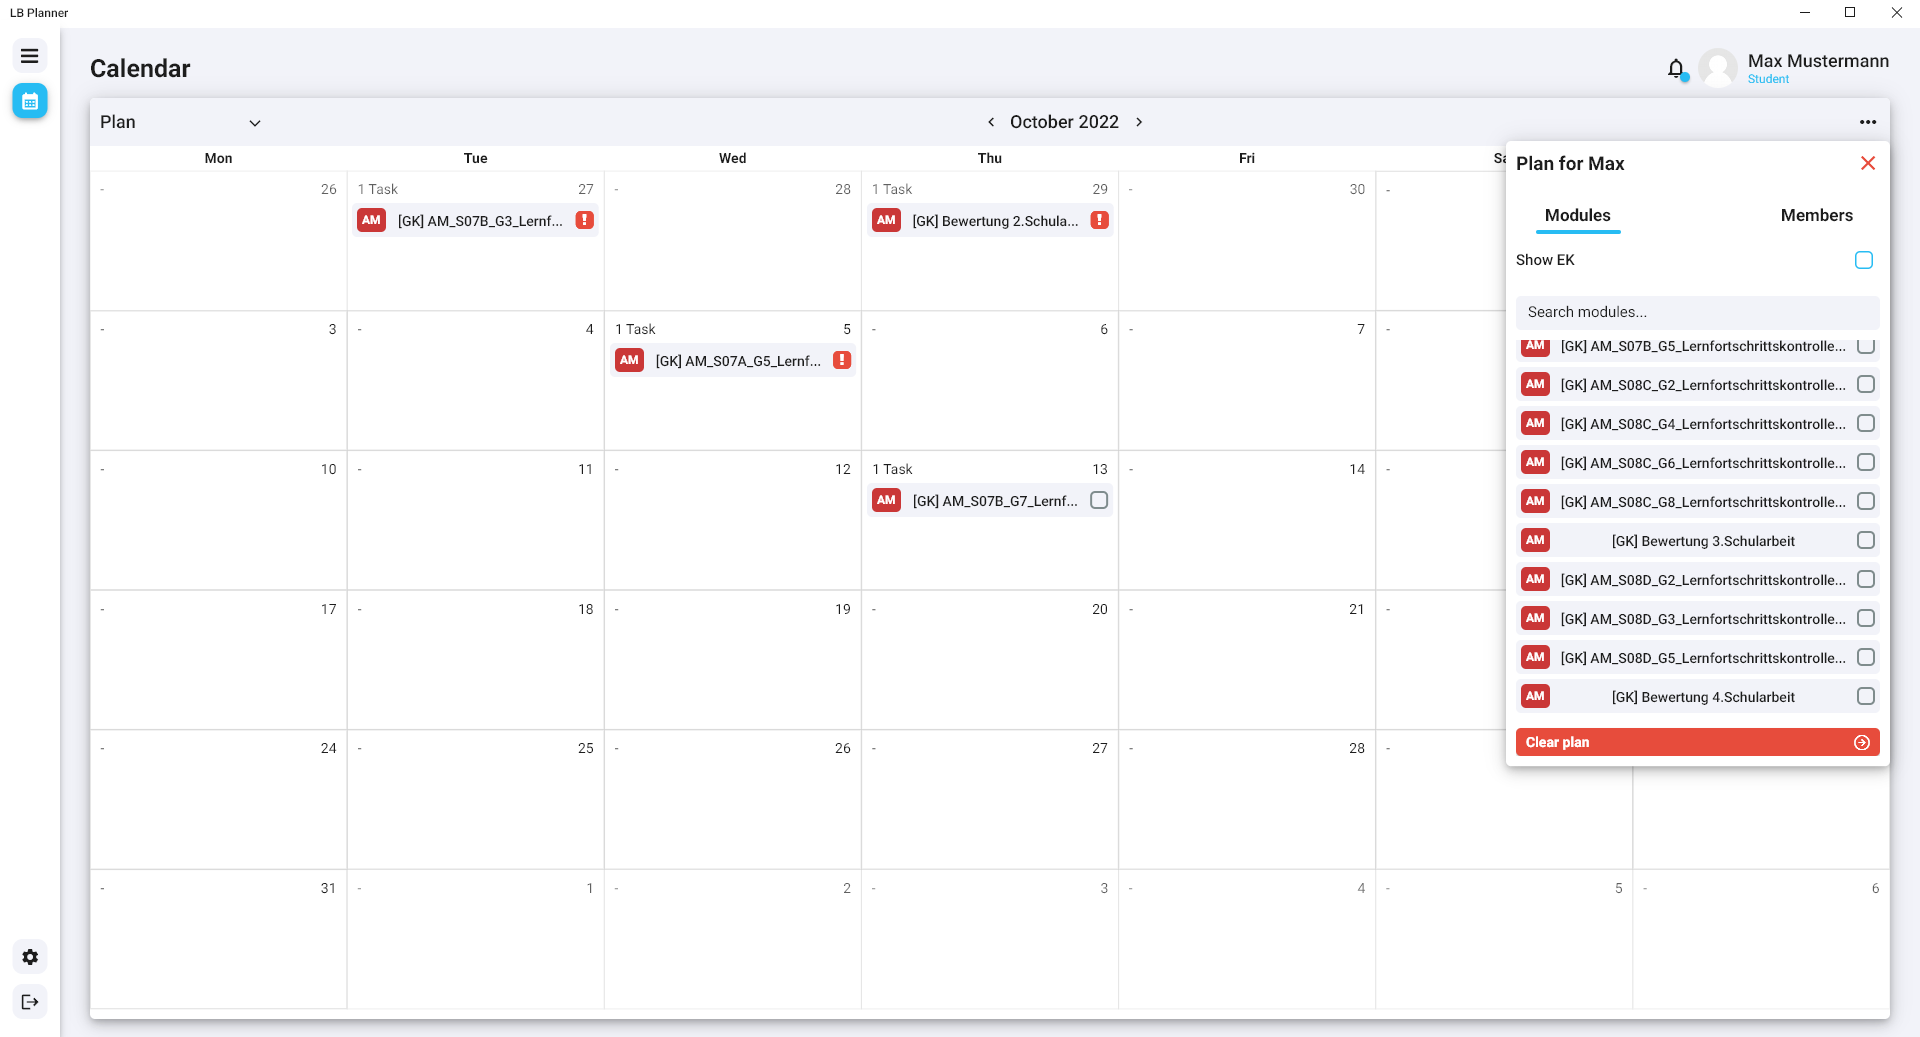 LB Planner
Calendar
Max Mustermann
Student
Plan
October 2022
Mon Tue Wed Thu Fri Sa
- 26 1 Task 27 - 28 1 Task 29 - 30 -
AM [GK] AM_S07B_G3_Lernf... ! AM [GK] Bewertung 2.Schula... !
- 3 - 4 1 Task 5 - 6 - 7 -
AM [GK] AM_S07A_G5_Lernf... !
- 10 - 11 - 12 1 Task 13 - 14 -
AM [GK] AM_S07B_G7_Lernf...
- 17 - 18 - 19 - 20 - 21 -
- 24 - 25 - 26 - 27 - 28 -
- 31 - 1 - 2 - 3 - 4 - 5 - 6
Plan for Max
Modules Members
Show EK
Search modules...
AM [GK] AM_S07B_G5_Lernfortschrittskontrolle...
AM [GK] AM_S08C_G2_Lernfortschrittskontrolle...
AM [GK] AM_S08C_G4_Lernfortschrittskontrolle...
AM [GK] AM_S08C_G6_Lernfortschrittskontrolle...
AM [GK] AM_S08C_G8_Lernfortschrittskontrolle...
AM [GK] Bewertung 3.Schularbeit
AM [GK] AM_S08D_G2_Lernfortschrittskontrolle...
AM [GK] AM_S08D_G3_Lernfortschrittskontrolle...
AM [GK] AM_S08D_G5_Lernfortschrittskontrolle...
AM [GK] Bewertung 4.Schularbeit
Clear plan